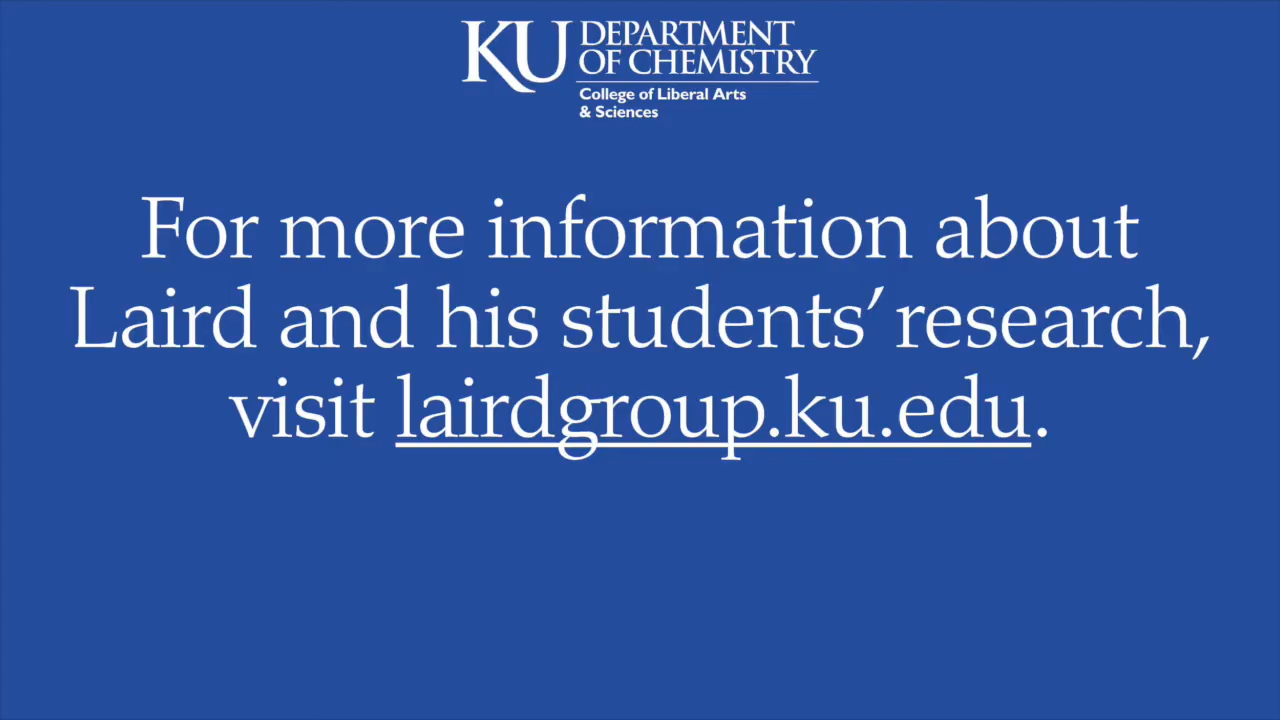 KU DEPARTMENT
OF CHEMISTRY
College of Liberal Arts
& Sciences
For more information about
Laird and his students’ research,
visit lairdgroup.ku.edu.